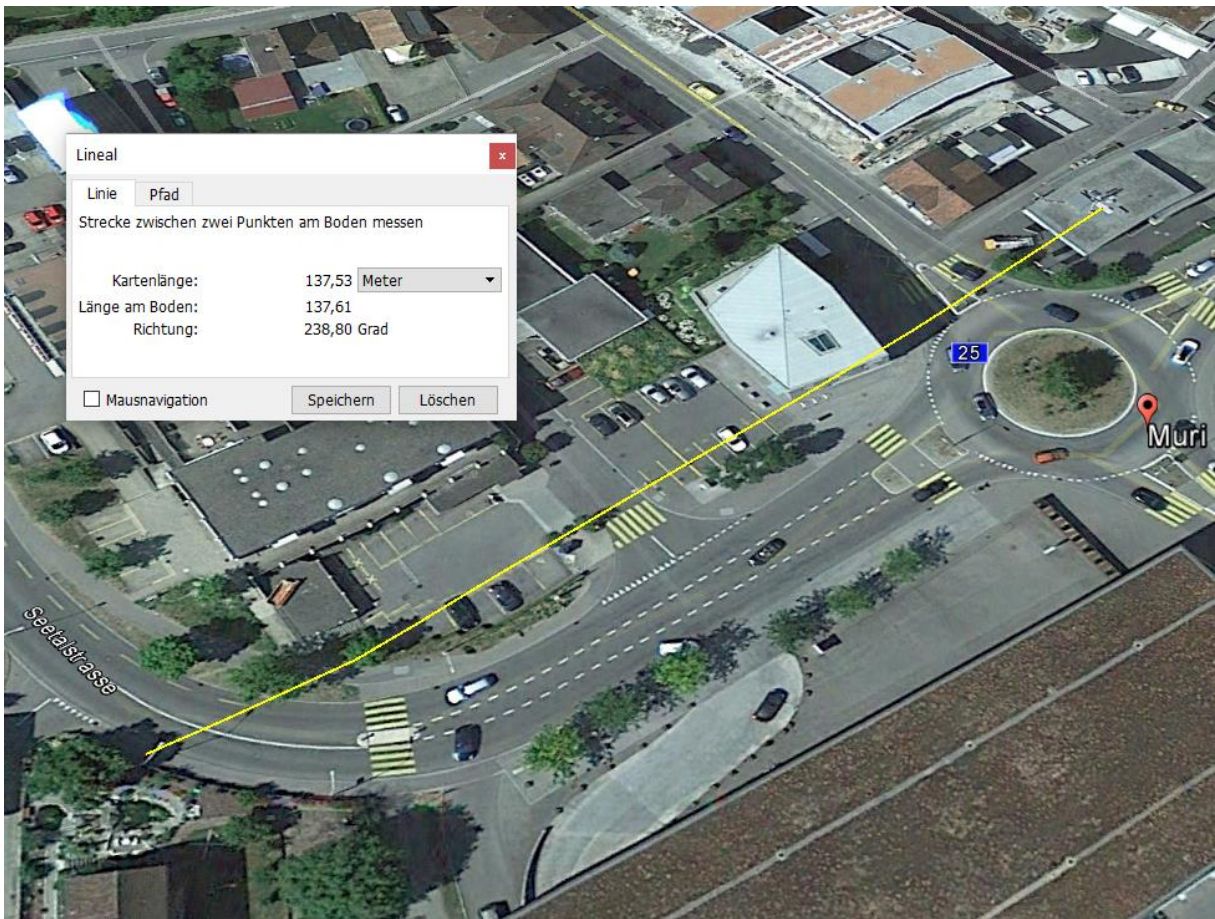 Lineal
x
Linie Pfad
Strecke zwischen zwei Punkten am Boden messen
Kartenlänge: 137,53 Meter
Länge am Boden: 137,61
Richtung: 238,80 Grad
Mausnavigation Speichern Löschen
25
Muri
Seetalstrasse